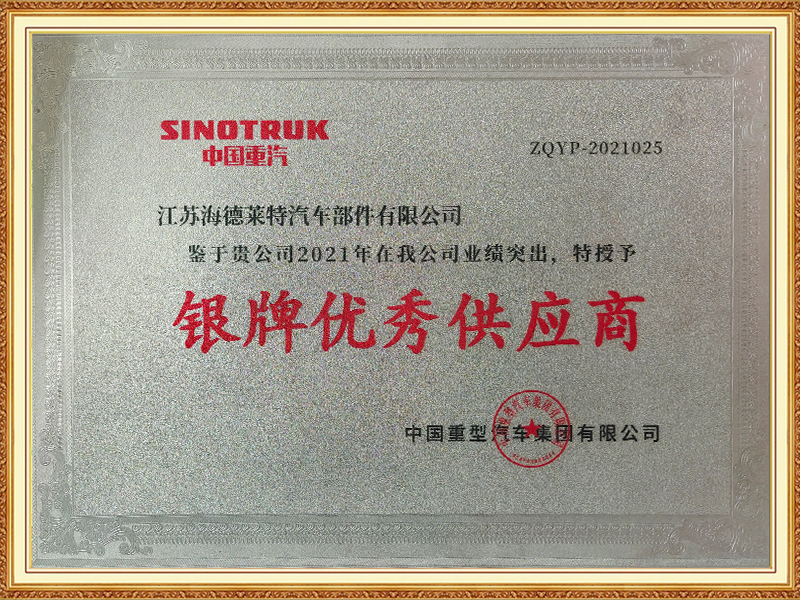 SINOTRUK
中国重汽
ZQYP-2021025
江苏海德莱特汽车部件有限公司
鉴于贵公司2021年在我公司业绩突出，特授予
银牌优秀供应商
中国重型汽车集团有限公司